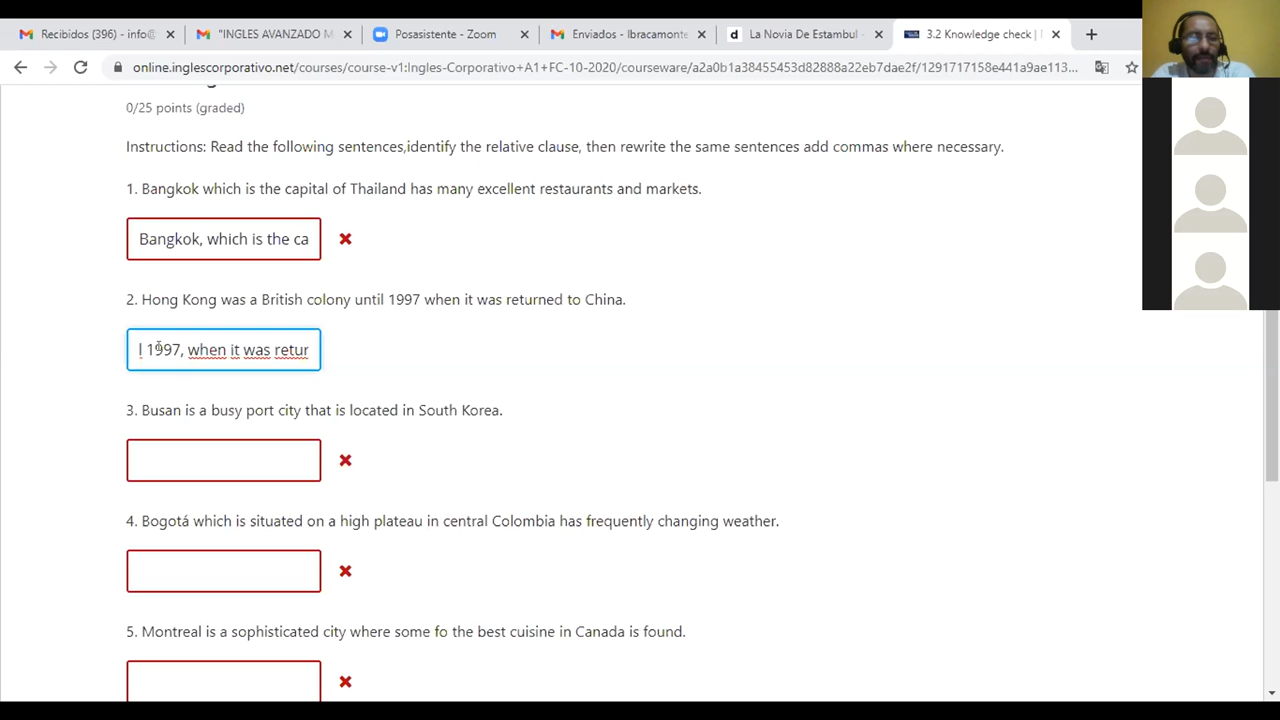 Recibidos (396) - info@
"INGLES AVANZADO M
Posasistente - Zoom
Enviados - Ibracamonte
La Novia De Estambul -
3.2 Knowledge check |
online.inglescorporativo.net/courses/course-v1:Ingles-Corporativo+A1+FC-10-2020/courseware/a2a0b1a38455453d82888a22eb7dae2f/1291717158e441a9ae113...
0/25 points (graded)
Instructions: Read the following sentences,identify the relative clause, then rewrite the same sentences add commas where necessary.
1. Bangkok which is the capital of Thailand has many excellent restaurants and markets.
Bangkok, which is the ca
2. Hong Kong was a British colony until 1997 when it was returned to China.
l 1997, when it was retur
3. Busan is a busy port city that is located in South Korea.
4. Bogotá which is situated on a high plateau in central Colombia has frequently changing weather.
5. Montreal is a sophisticated city where some fo the best cuisine in Canada is found.